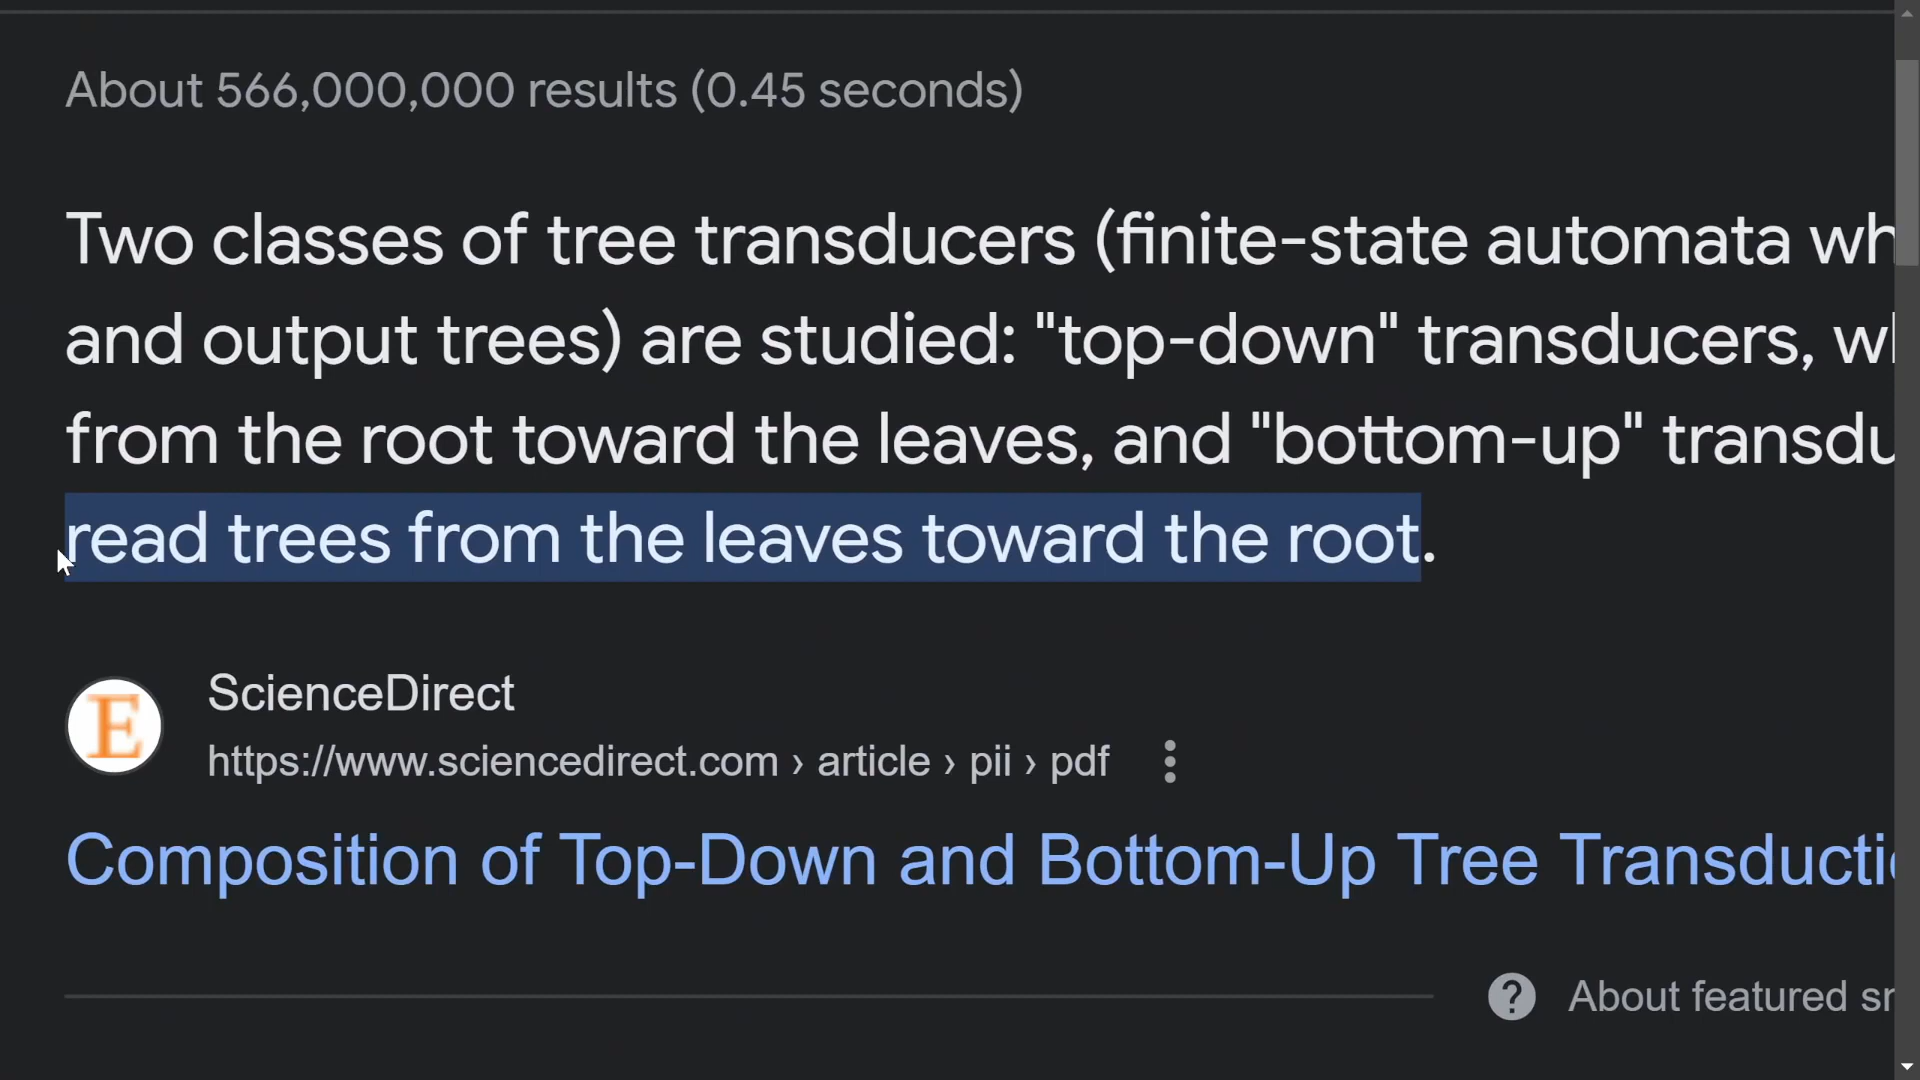 About 566,000,000 results (0.45 seconds)
Two classes of tree transducers (finite-state automata
and output trees) are studied: "top-down" transducers,
from the root toward the leaves, and "bottom-up"
read trees from the leaves toward the root.
E
ScienceDirect
https://www.sciencedirect.com › article › pii › pdf
Composition of Top-Down and Bottom-Up Tree
? About featured